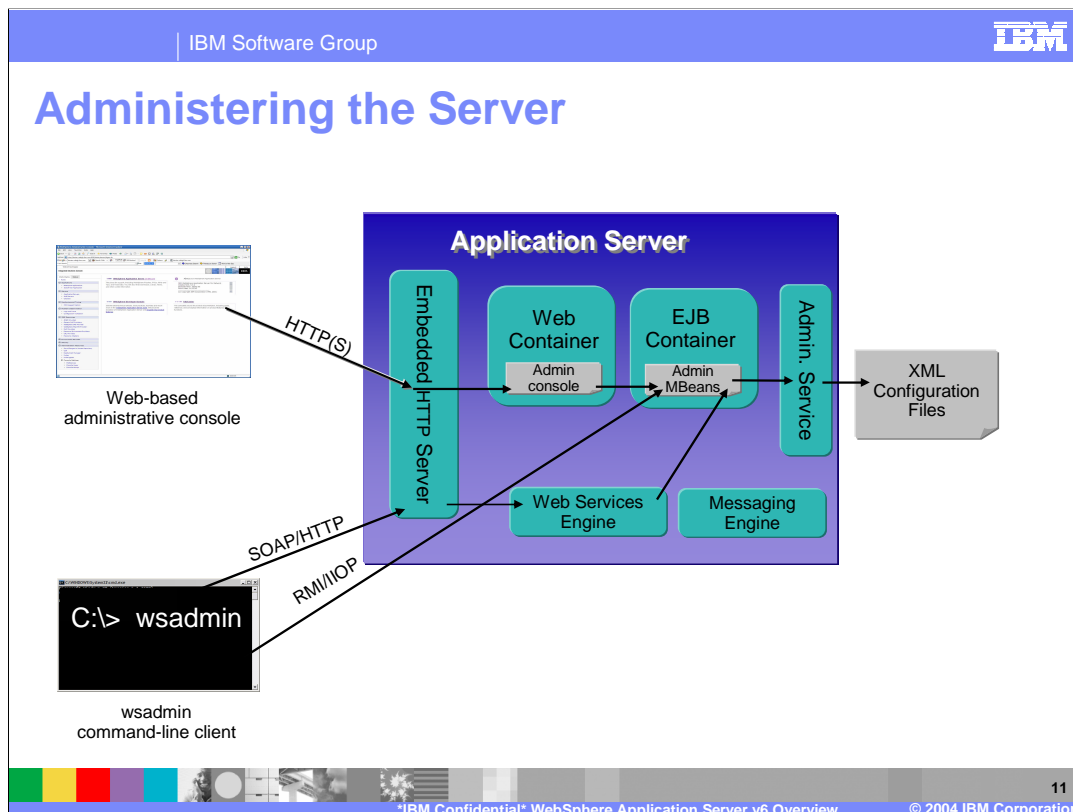 IBM Software Group
IBM
Administering the Server
Application Server
Embedded HTTP Server
Web
Container
Admin
console
EJB
Container
Admin
MBeans
Admin. Service
XML
Configuration
Files
HTTP(S)
Web-based
administrative console
Web Services
Engine
Messaging
Engine
SOAP/HTTP
RMI/IIOP
C:\> wsadmin
wsadmin
command-line client
11
*IBM Confidential* WebSphere Application Server v6 Overview
© 2004 IBM Corporation